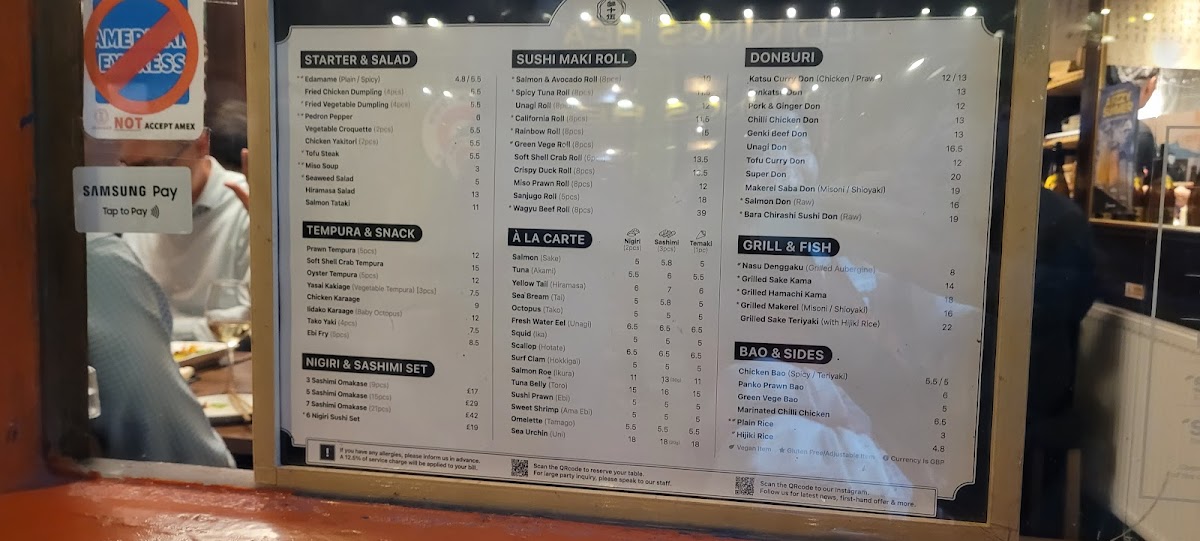 AMERICAN
EXPRESS
NOT ACCEPT AMEX
SAMSUNG Pay
Tap to Pay
STARTER & SALAD
Edamame (Plain / Spicy) 4.8 / 5.5
Fried Chicken Dumpling (4pcs) 5.5
Fried Vegetable Dumpling (4pcs) 5.5
Pedron Pepper 6
Vegetable Croquette (2pcs) 5.5
Chicken Yakitori (2pcs) 5.5
Tofu Steak 5.5
Miso Soup 3
Seaweed Salad 5
Hiramasa Salad 13
Salmon Tataki 11
TEMPURA & SNACK
Prawn Tempura (5pcs) 12
Soft Shell Crab Tempura 15
Oyster Tempura (5pcs) 12
Yasai Kakiage (Vegetable Tempura) (2pcs) 7.5
Chicken Karaage 9
Iidako Karaage (Baby Octopus) 12
Tako Yaki (4pcs) 7.5
Ebi Fry (5pcs) 8.5
NIGIRI & SASHIMI SET
3 Sashimi Omakase (9pcs) £17
5 Sashimi Omakase (15pcs) £29
7 Sashimi Omakase (21pcs) £42
6 Nigiri Sushi Set £19
SUSHI MAKI ROLL
Salmon & Avocado Roll (8pcs)
Spicy Tuna Roll (8pcs)
Unagi Roll (8pcs) 12
California Roll (8pcs) 11.5
Rainbow Roll (8pcs) 15
Green Vege Roll (8pcs)
Soft Shell Crab Roll 13.5
Crispy Duck Roll (8pcs)
Miso Prawn Roll (8pcs) 12
Sanjugo Roll (5pcs) 18
Wagyu Beef Roll (8pcs) 39
À LA CARTE
Nigiri (2pcs) Sashimi (3pcs) Temaki (1pc)
Salmon (Sake) 5 5.8 5
Tuna (Akami) 5.5 6 5.5
Yellow Tail (Hiramasa) 6 7 6
Sea Bream (Tai) 5 5.8 5
Octopus (Tako) 5 5 5
Fresh Water Eel (Unagi) 6.5 6.5 6.5
Squid (Ika) 5 5 5
Scallop (Hotate) 6.5 6.5 6.5
Surf Clam (Hokkigai) 5 5 5
Salmon Roe (Ikura) 11 13 11
Tuna Belly (Toro) 15 16 15
Sushi Prawn (Ebi) 5 5 5
Sweet Shrimp (Ama Ebi) 5 5 5
Omelette (Tamago) 5.5 5.5 5.5
Sea Urchin (Uni) 18 18 18
DONBURI
Katsu Curry Don (Chicken / Prawn) 12 / 13
Don 13
Pork & Ginger Don 12
Chilli Chicken Don 13
Genki Beef Don 13
Unagi Don 16.5
Tofu Curry Don 12
Super Don 20
Makerel Saba Don (Misoni / Shioyaki) 19
Salmon Don (Raw) 16
Bara Chirashi Sushi Don (Raw) 19
GRILL & FISH
Nasu Denggaku (Grilled Aubergine) 8
Grilled Sake Kama 14
Grilled Hamachi Kama 18
Grilled Makerel (Misoni / Shioyaki) 16
Grilled Sake Teriyaki (with Hijiki Rice) 22
BAO & SIDES
Chicken Bao (Spicy / Teriyaki) 5.5 / 5
Panko Prawn Bao 6
Green Vege Bao 5
Marinated Chilli Chicken 6.5
Plain Rice 3
Hijiki Rice 4.8
Vegan Item Gluten Free/Adjustable Item Currency is GBP
If you have any allergies, please inform us in advance.
A 12.5% of service charge will be applied to your bill.
Scan the QRcode to reserve your table.
For large party inquiry, please speak to our staff.
Scan the QRcode to our Instagram.
Follow us for latest news, first-hand offer & more.